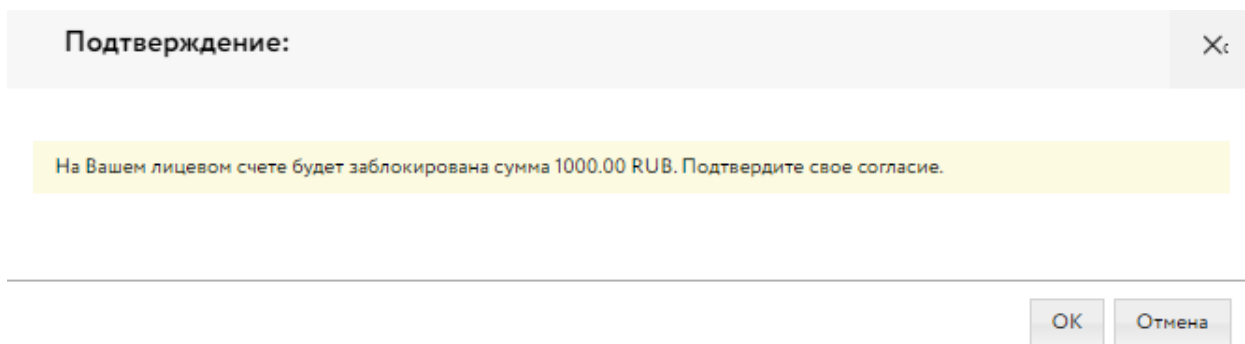 Подтверждение:
На Вашем лицевом счете будет заблокирована сумма 1000.00 RUB. Подтвердите свое согласие.
OK Отмена